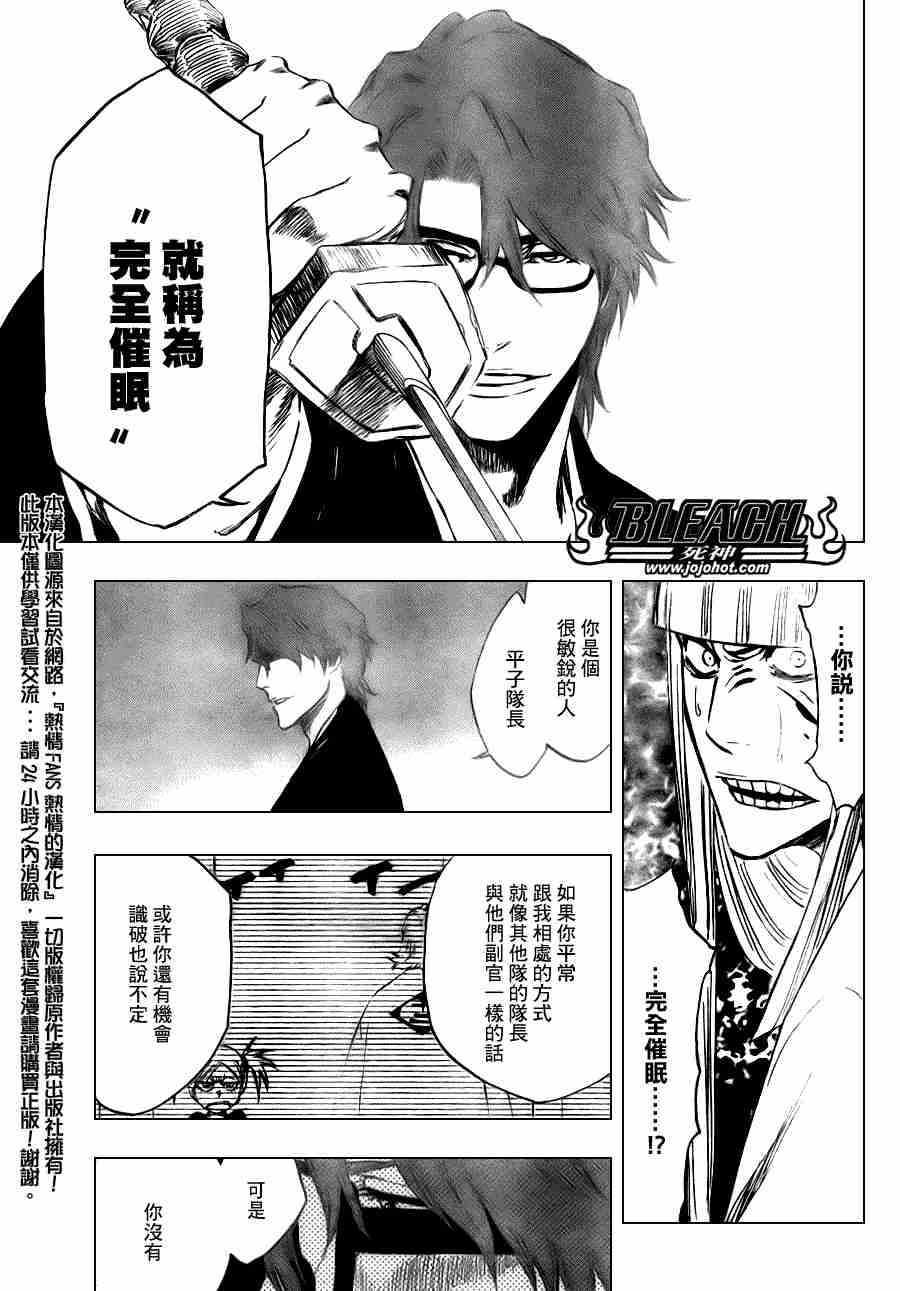 就稱為
〝完全催眠〞
BLEACH
死神
www.jojohot.com
…你説……
…完全催眠……!?
你是個
很敏銳的人
平子隊長
如果你平常
跟我相處的方式
就像其他隊的隊長
與他們副官一樣的話
イイ
イイ
或許你還有機會
識破也說不定
可是
你沒有
本漢化圖源來自於網路，『熱情FANS熱情的漢化』一切版權歸原作者與出版社擁有！
此版本僅供學習試看交流… 請24小時之內消除，喜歡這套漫畫請購買正版！謝謝。